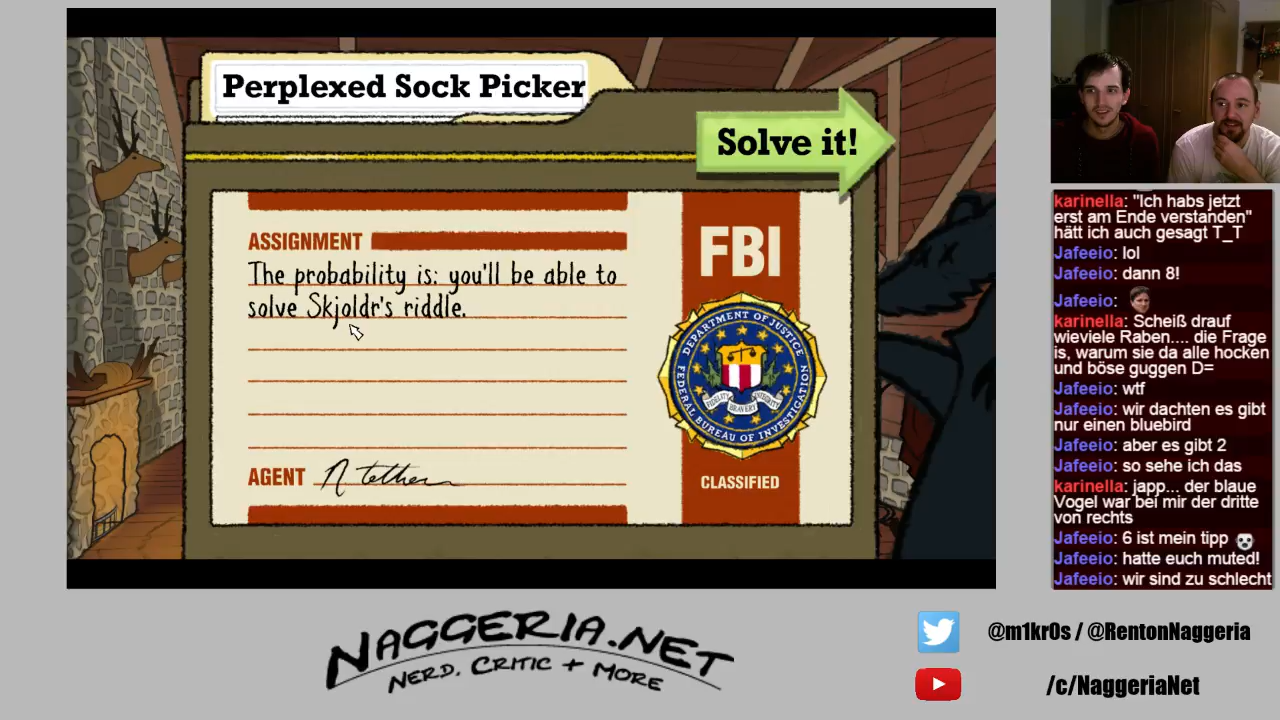 Perplexed Sock Picker
Solve it!
ASSIGNMENT
The probability is: you'll be able to
solve Skjoldr's riddle.
AGENT N Tethers
FBI
DEPARTMENT OF JUSTICE
FEDERAL BUREAU OF INVESTIGATION
FIDELITY BRAVERY INTEGRITY
CLASSIFIED
karinella: "Ich habs jetzt
erst am Ende verstanden"
hätt ich auch gesagt T_T
Jafeeio: lol
Jafeeio: dann 8!
Jafeeio:
karinella: Scheiß drauf
wieviele Raben.... die Frage
is, warum sie da alle hocken
und böse guggen D=
Jafeeio: wtf
Jafeeio: wir dachten es gibt
nur einen bluebird
Jafeeio: aber es gibt 2
Jafeeio: so sehe ich das
karinella: japp... der blaue
Vogel war bei mir der dritte
von rechts
Jafeeio: 6 ist mein tipp
Jafeeio: hatte euch muted!
Jafeeio: wir sind zu schlecht
NAGGERIA.NET
NERD, CRITIC + MORE
@m1kr0s / @RentonNaggeria
/c/NaggeriaNet